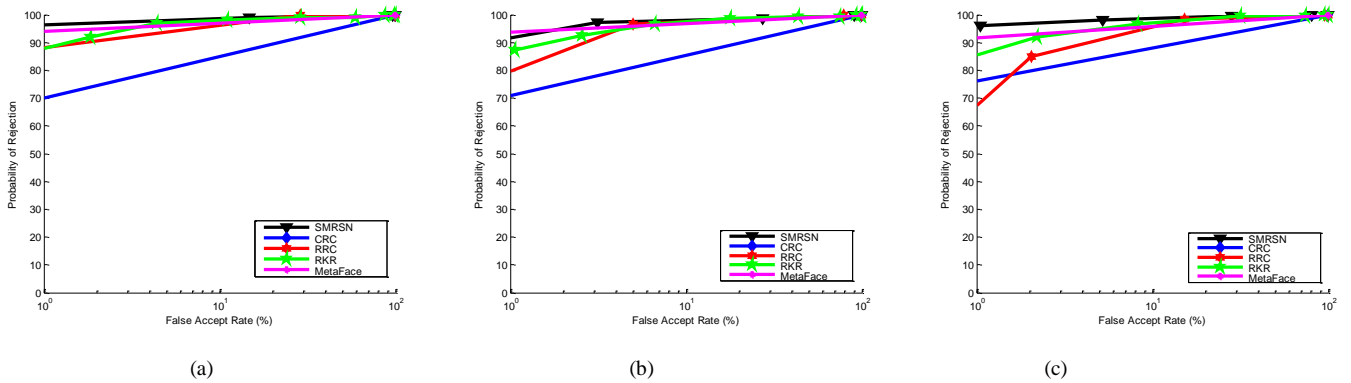 100
90
80
70
60
50
40
30
20
10
0
Probability of Rejection
10^0
10^1
10^2
False Accept Rate (%)
SMRSN
CRC
RRC
RKR
MetaFace
(a)
100
90
80
70
60
50
40
30
20
10
0
Probability of Rejection
10^0
10^1
10^2
False Accept Rate (%)
SMRSN
CRC
RRC
RKR
MetaFace
(b)
100
90
80
70
60
50
40
30
20
10
0
Probability of Rejection
10^0
10^1
10^2
False Accept Rate (%)
SMRSN
CRC
RRC
RKR
MetaFace
(c)